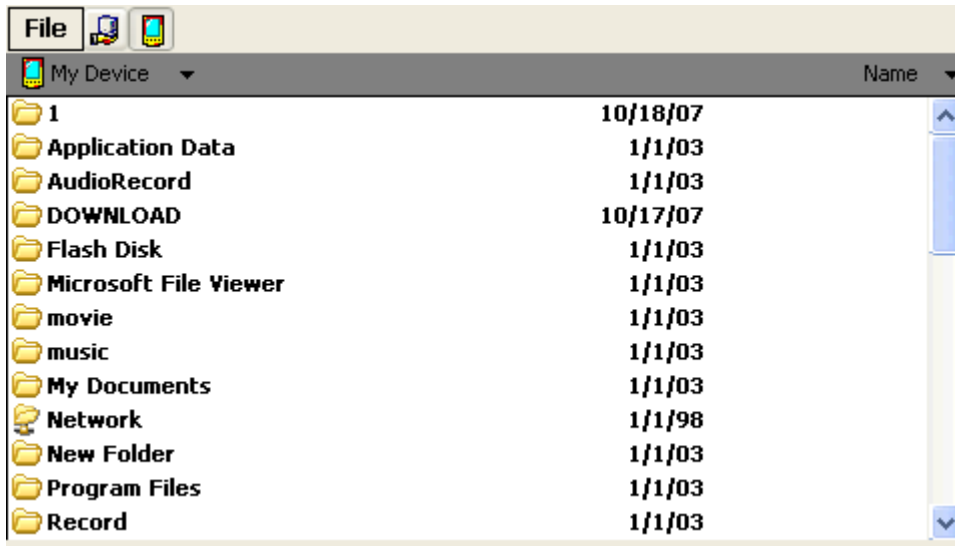 File
My Device Name
1 10/18/07
Application Data 1/1/03
AudioRecord 1/1/03
DOWNLOAD 10/17/07
Flash Disk 1/1/03
Microsoft File Viewer 1/1/03
movie 1/1/03
music 1/1/03
My Documents 1/1/03
Network 1/1/98
New Folder 1/1/03
Program Files 1/1/03
Record 1/1/03